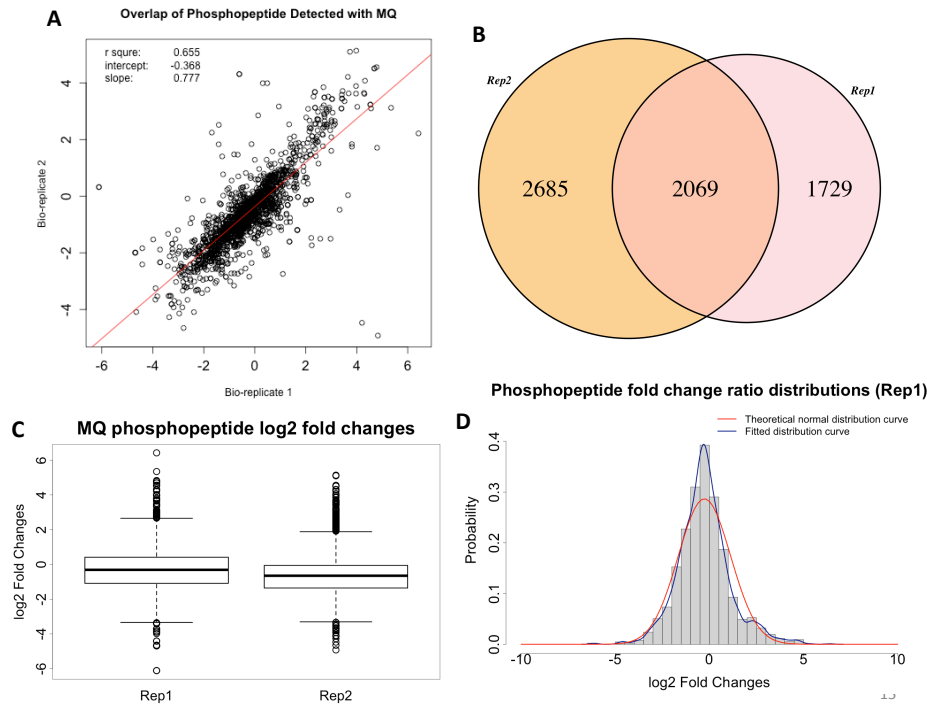 A
Overlap of Phosphopeptide Detected with MQ
r squre: 0.655
intercept: -0.368
slope: 0.777
4
2
0
-2
-4
Bio-replicate 2
-6 -4 -2 0 2 4 6
Bio-replicate 1
B
Rep2
Rep1
2685 2069 1729
C
MQ phosphopeptide log2 fold changes
6
4
2
0
-2
-4
-6
log2 Fold Changes
Rep1 Rep2
Phosphopeptide fold change ratio distributions (Rep1)
D
Theoretical normal distribution curve
Fitted distribution curve
0.4
0.3
0.2
0.1
0.0
Probability
-10 -5 0 5 10
log2 Fold Changes